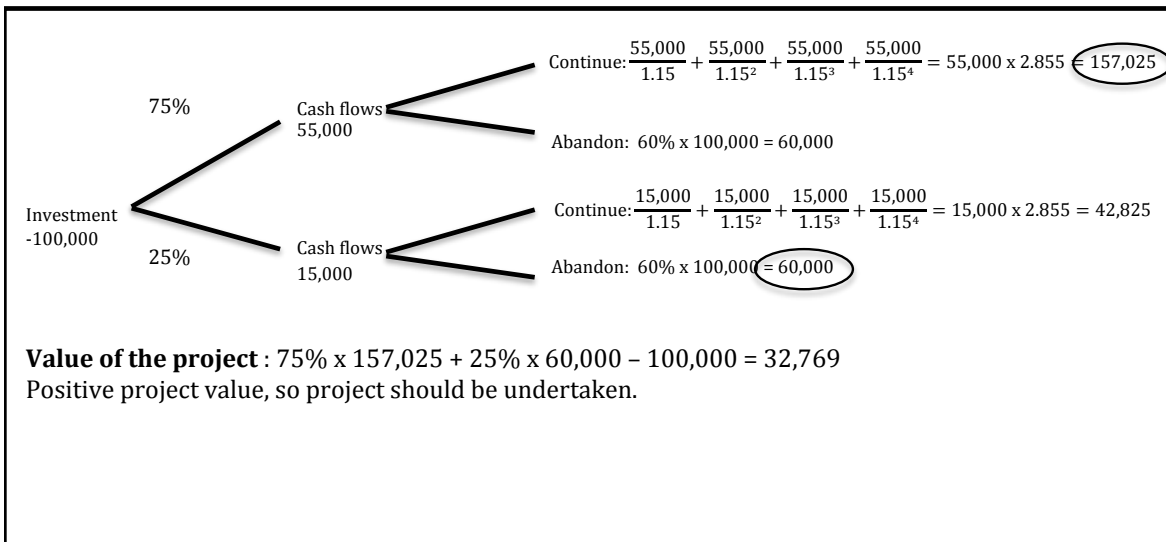 Continue: 55,000/1.15 + 55,000/1.15² + 55,000/1.15³ + 55,000/1.15⁴ = 55,000 x 2.855 = 157,025
75%
Cash flows
55,000
Abandon: 60% x 100,000 = 60,000
Investment
-100,000
Continue: 15,000/1.15 + 15,000/1.15² + 15,000/1.15³ + 15,000/1.15⁴ = 15,000 x 2.855 = 42,825
25%
Cash flows
15,000
Abandon: 60% x 100,000 = 60,000
Value of the project : 75% x 157,025 + 25% x 60,000 – 100,000 = 32,769
Positive project value, so project should be undertaken.